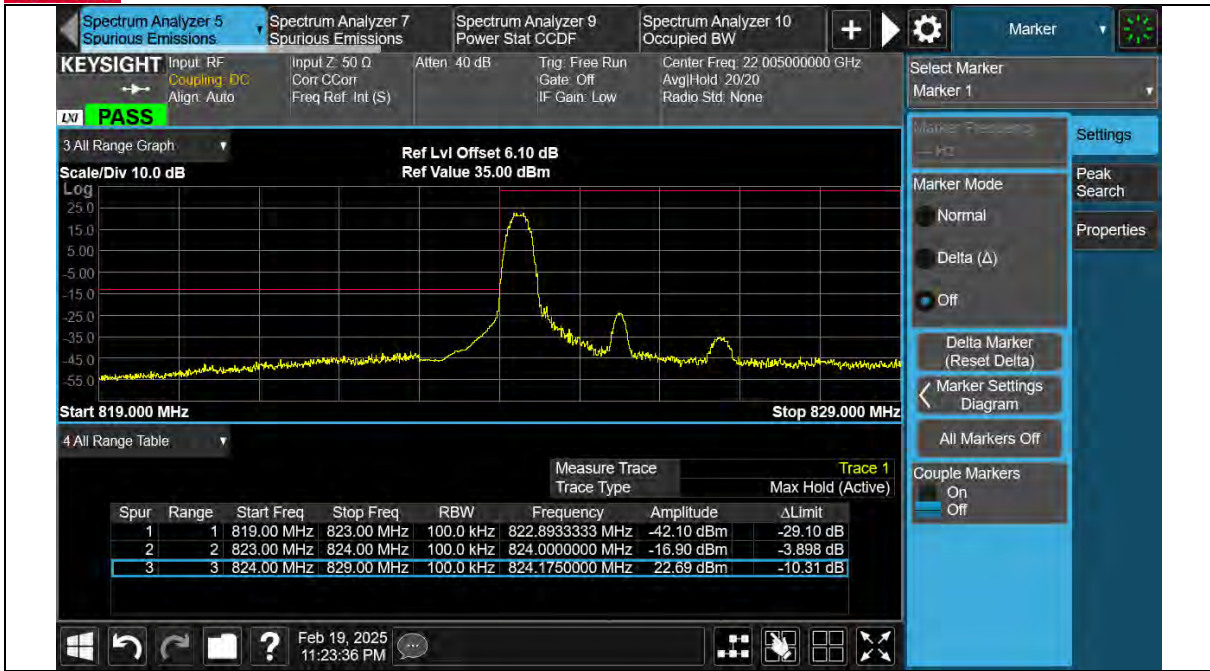 Spectrum Analyzer 5
Spurious Emissions
Spectrum Analyzer 7
Spurious Emissions
Spectrum Analyzer 9
Power Stat CCDF
Spectrum Analyzer 10
Occupied BW
Marker
KEYSIGHT
LXI PASS
Input: RF
Coupling: DC
Align: Auto
Input Z: 50 Ω
Corr CCorr
Freq Ref: Int (S)
Atten: 40 dB
Trig: Free Run
Gate: Off
IF Gain: Low
Center Freq: 22.005000000 GHz
Avg|Hold: 20/20
Radio Std: None
3 All Range Graph
Scale/Div 10.0 dB
Ref Lvl Offset 6.10 dB
Ref Value 35.00 dBm
Log
25.0
15.0
5.00
-5.00
-15.0
-25.0
-35.0
-45.0
-55.0
Start 819.000 MHz
Stop 829.000 MHz
4 All Range Table
Measure Trace Trace 1
Trace Type Max Hold (Active)
Spur Range Start Freq Stop Freq RBW Frequency Amplitude ΔLimit
1 1 819.00 MHz 823.00 MHz 100.0 kHz 822.8933333 MHz -42.10 dBm -29.10 dB
2 2 823.00 MHz 824.00 MHz 100.0 kHz 824.0000000 MHz -16.90 dBm -3.898 dB
3 3 824.00 MHz 829.00 MHz 100.0 kHz 824.1750000 MHz 22.69 dBm -10.31 dB
Select Marker
Marker 1
Marker Frequency
--- Hz
Marker Mode
Normal
Delta (Δ)
Off
Delta Marker
(Reset Delta)
Marker Settings
Diagram
All Markers Off
Couple Markers
On
Off
Settings
Peak
Search
Properties
Feb 19, 2025
11:23:36 PM